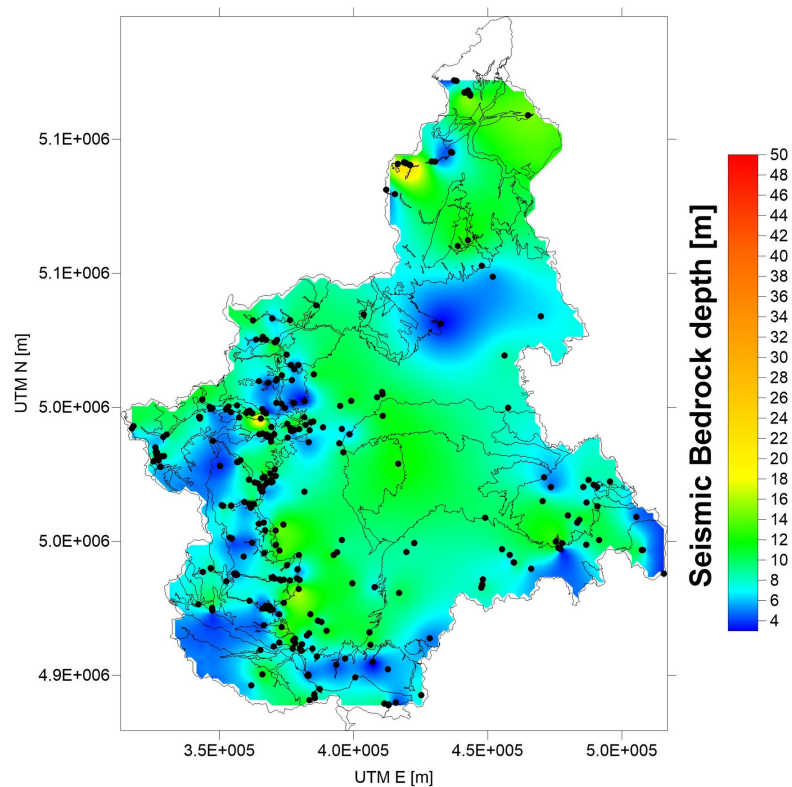 5.1E+006
5.1E+006
5.0E+006
5.0E+006
4.9E+006
UTM N [m]
3.5E+005
4.0E+005
4.5E+005
5.0E+005
UTM E [m]
Seismic Bedrock depth [m]
50
48
46
44
42
40
38
36
34
32
30
28
26
24
22
20
18
16
14
12
10
8
6
4